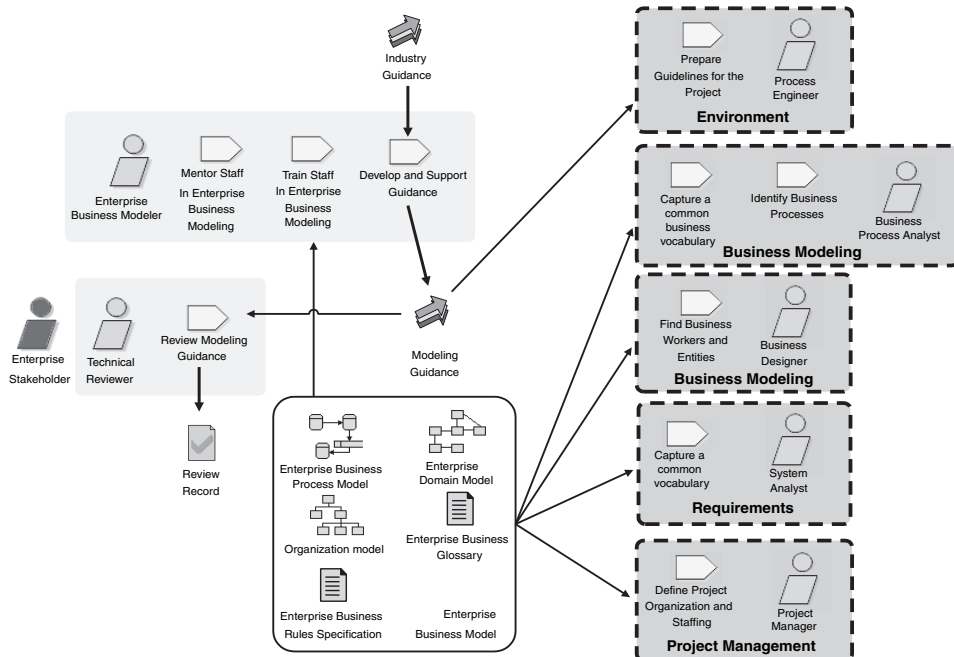 Industry
Guidance
Enterprise
Business Modeler
Mentor Staff
In Enterprise
Business
Modeling
Train Staff
In Enterprise
Business
Modeling
Develop and Support
Guidance
Enterprise
Stakeholder
Technical
Reviewer
Review Modeling
Guidance
Modeling
Guidance
Review
Record
Enterprise Business
Process Model
Enterprise
Domain Model
Organization model
Enterprise Business
Glossary
Enterprise Business
Rules Specification
Enterprise
Business Model
Prepare
Guidelines for the
Project
Process
Engineer
Environment
Capture a
common
business
vocabulary
Identify Business
Processes
Business
Process Analyst
Business Modeling
Find Business
Workers and
Entities
Business
Designer
Business Modeling
Capture a
common
vocabulary
System
Analyst
Requirements
Define Project
Organization and
Staffing
Project
Manager
Project Management